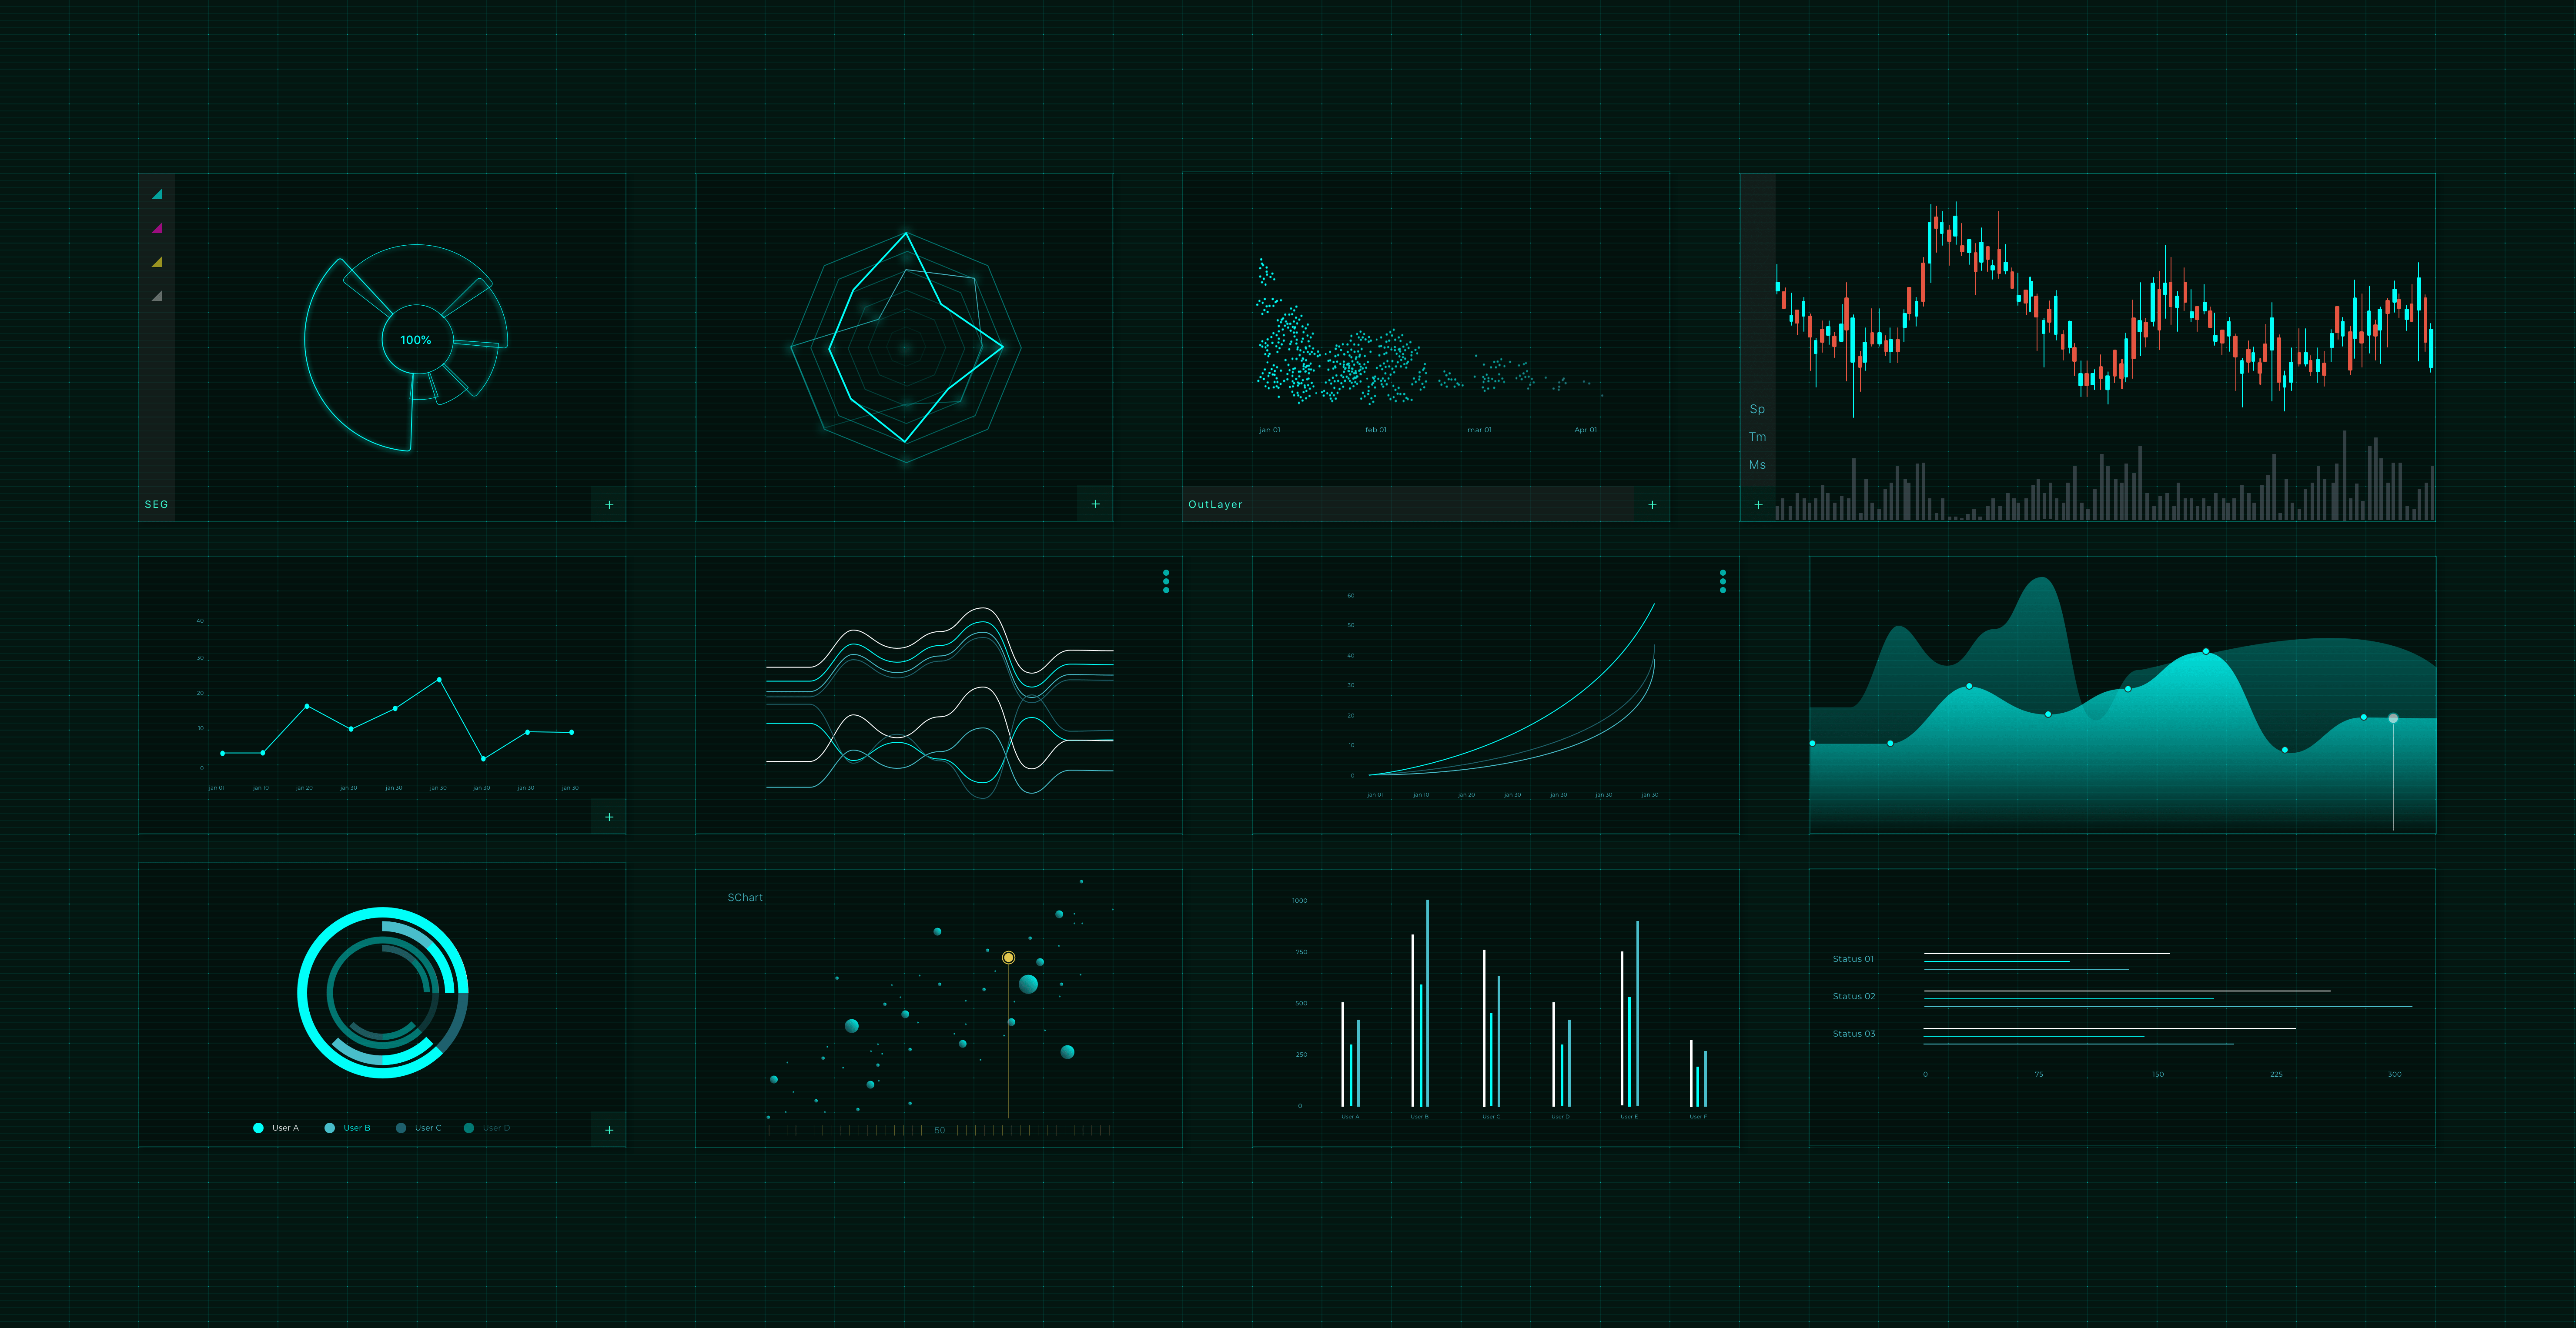 100%
SEG
+
+
jan 01 feb 01 mar 01 Apr 01
OutLayer +
Sp
Tm
Ms
+
40
30
20
10
0
jan 01 jan 10 jan 20 jan 30 jan 30 jan 30 jan 30 jan 30 jan 30
+
60
50
40
30
20
10
0
jan 01 jan 10 jan 20 jan 30 jan 30 jan 30 jan 30
User A User B User C User D
+
SChart
50
1000
750
500
250
0
User A User B User C User D User E User F
Status 01
Status 02
Status 03
0 75 150 225 300